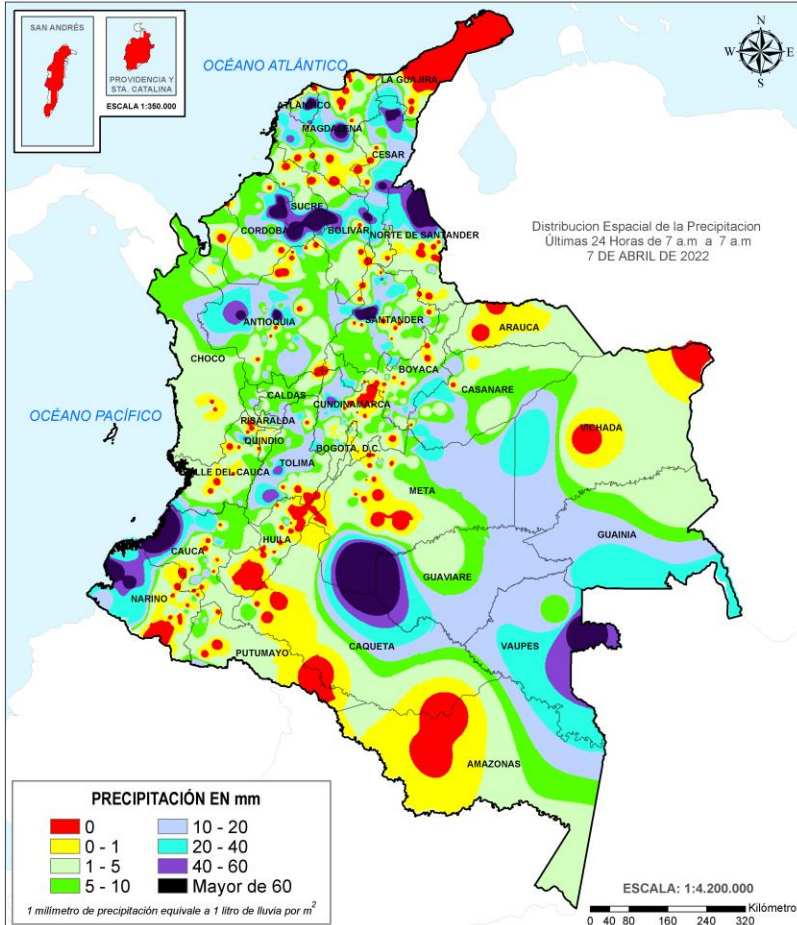 SAN ANDRÉS
PROVIDENCIA Y
STA. CATALINA
ESCALA 1:350.000
OCÉANO ATLÁNTICO
N
W
E
S
LA GUAJIRA
ATLANTICO
MAGDALENA
CESAR
SUCRE
CORDOBA
BOLIVAR
NORTE DE SANTANDER
Distribucion Espacial de la Precipitacion
Últimas 24 Horas de 7 a.m a 7 a.m
7 DE ABRIL DE 2022
ANTIOQUIA
SANTANDER
ARAUCA
CHOCO
BOYACA
CASANARE
CALDAS
CUNDINAMARCA
OCÉANO PACÍFICO
RISARALDA
VICHADA
QUINDIO
BOGOTA, D.C.
TOLIMA
VALLE DEL CAUCA
META
HUILA
GUAINIA
CAUCA
GUAVIARE
NARINO
CAQUETA
VAUPES
PUTUMAYO
AMAZONAS
PRECIPITACIÓN EN mm
0
10 - 20
0 - 1
20 - 40
1 - 5
40 - 60
5 - 10
Mayor de 60
1 milímetro de precipitación equivale a 1 litro de lluvia por m²
ESCALA: 1:4.200.000
Kilómetro
0 40 80 160 240 320